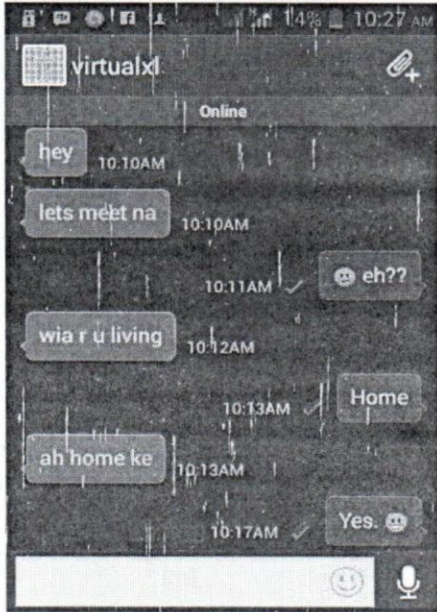 14% 10:27 AM
virtualxl
Online
hey 10:10AM
lets meet na 10:10AM
10:11AM eh??
wia r u living 10:12AM
10:13AM Home
ah home ke 10:13AM
10:17AM Yes.